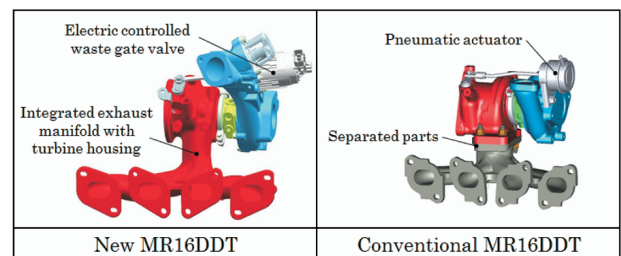 Electric controlled
waste gate valve
Integrated exhaust
manifold with
turbine housing
New MR16DDT
Pneumatic actuator
Separated parts
Conventional MR16DDT